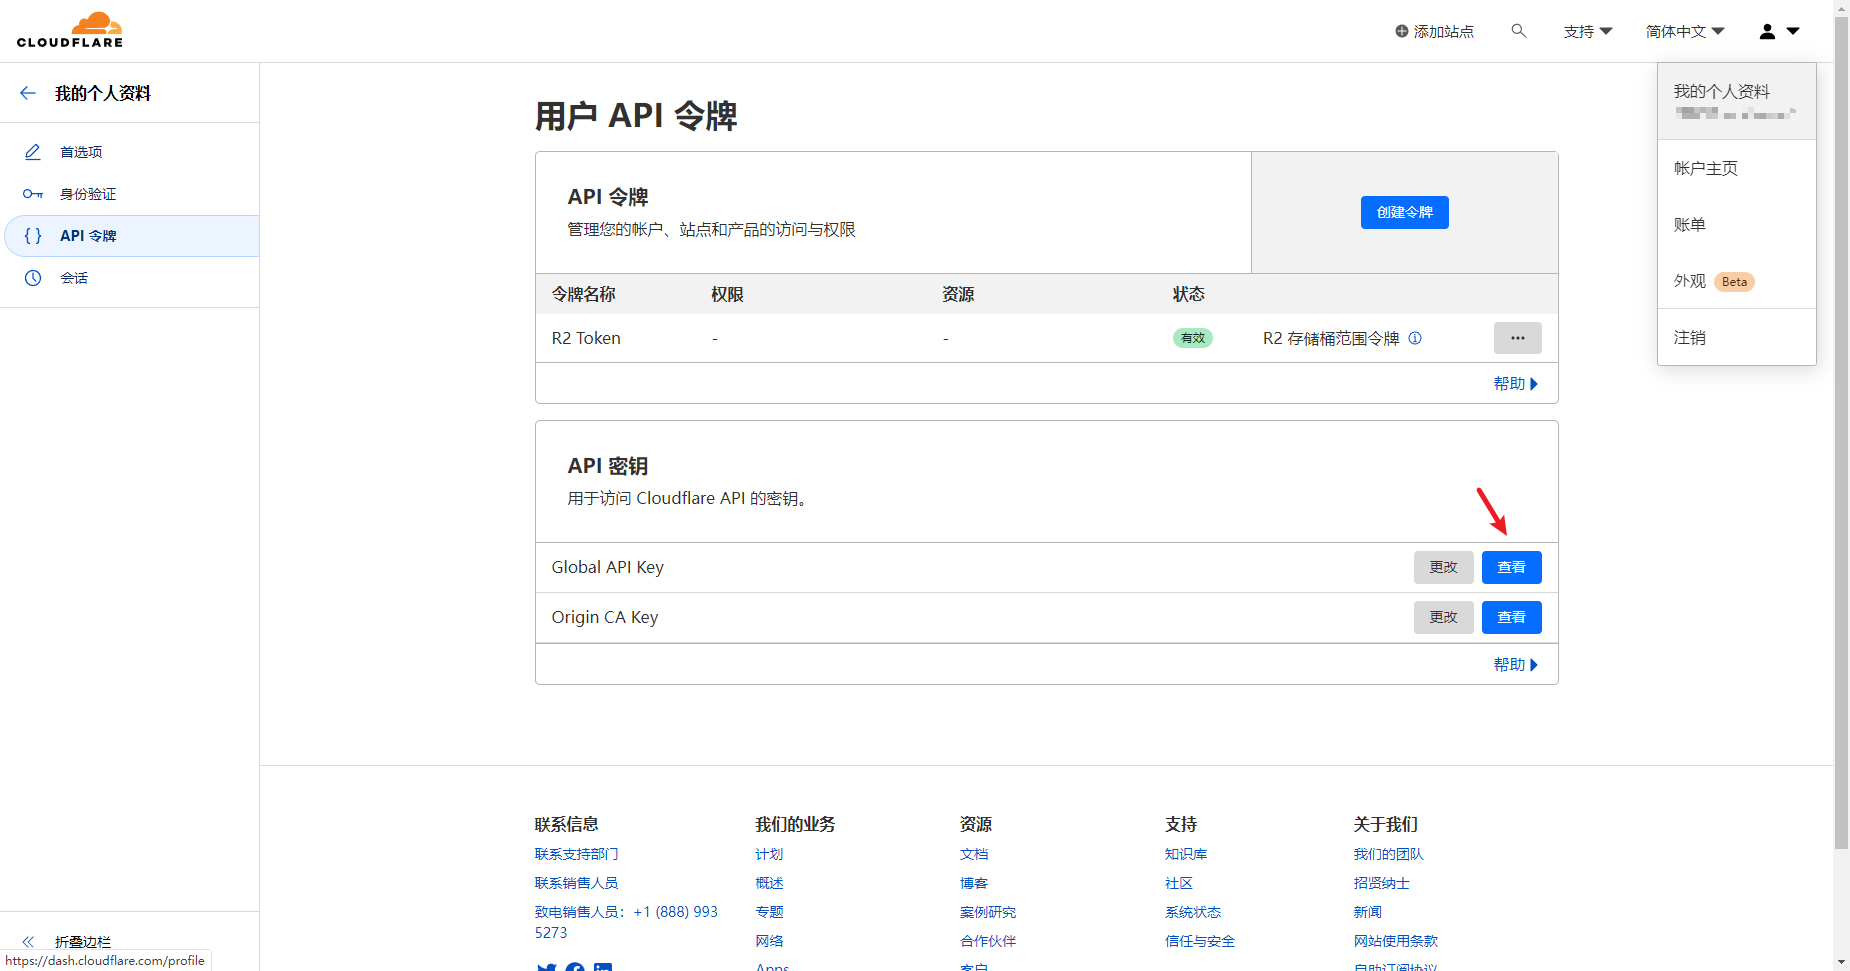 CLOUDFLARE
添加站点
支持
简体中文
我的个人资料
首选项
身份验证
API 令牌
会话
折叠边栏
https://dash.cloudflare.com/profile
我的个人资料
帐户主页
账单
外观 Beta
注销
用户 API 令牌
API 令牌
管理您的帐户、站点和产品的访问与权限
创建令牌
令牌名称 权限 资源 状态
R2 Token - - 有效 R2 存储桶范围令牌
帮助
API 密钥
用于访问 Cloudflare API 的密钥。
Global API Key 更改 查看
Origin CA Key 更改 查看
帮助
联系信息
联系支持部门
联系销售人员
致电销售人员：+1 (888) 993
5273
我们的业务
计划
概述
专题
网络
Apps
资源
文档
博客
案例研究
合作伙伴
客户
支持
知识库
社区
系统状态
信任与安全
关于我们
我们的团队
招贤纳士
新闻
网站使用条款
自助订阅协议